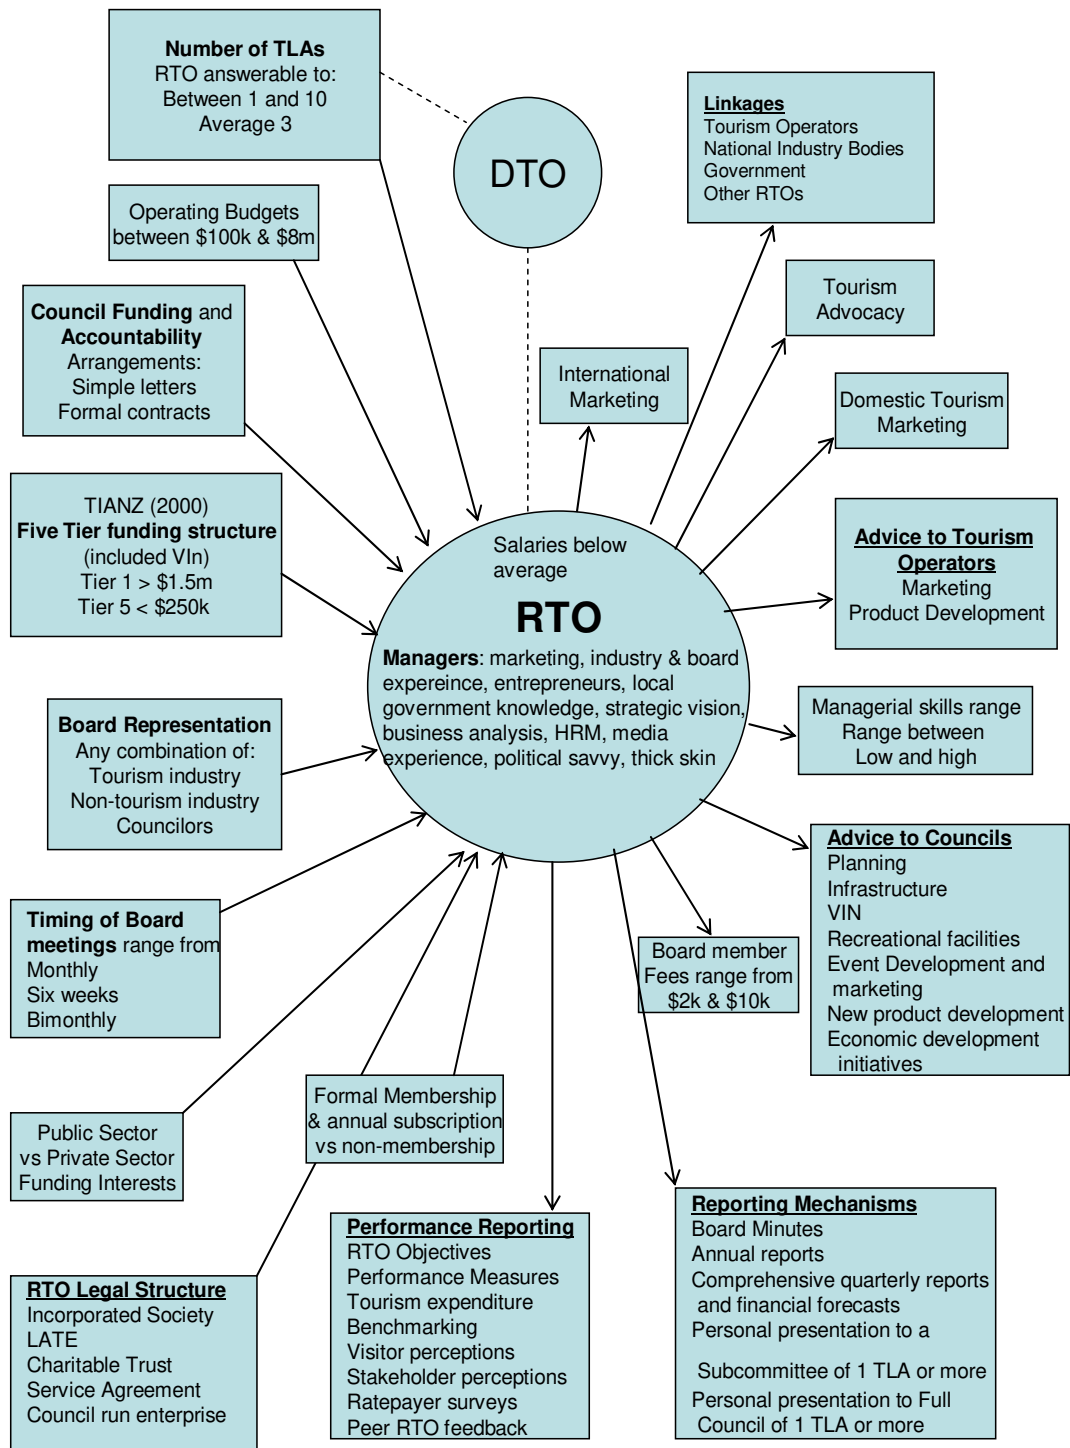 Number of TLAs
RTO answerable to:
Between 1 and 10
Average 3
DTO
Linkages
Tourism Operators
National Industry Bodies
Government
Other RTOs
Operating Budgets
between $100k & $8m
Tourism
Advocacy
Council Funding and
Accountability
Arrangements:
Simple letters
Formal contracts
International
Marketing
Domestic Tourism
Marketing
TIANZ (2000)
Five Tier funding structure
(included VIn)
Tier 1 > $1.5m
Tier 5 < $250k
Advice to Tourism
Operators
Marketing
Product Development
Salaries below
average
RTO
Managers: marketing, industry & board
expereince, entrepreneurs, local
government knowledge, strategic vision,
business analysis, HRM, media
experience, political savvy, thick skin
Board Representation
Any combination of:
Tourism industry
Non-tourism industry
Councilors
Managerial skills range
Range between
Low and high
Advice to Councils
Planning
Infrastructure
VIN
Recreational facilities
Event Development and
marketing
New product development
Economic development
initiatives
Timing of Board
meetings range from
Monthly
Six weeks
Bimonthly
Board member
Fees range from
$2k & $10k
Public Sector
vs Private Sector
Funding Interests
Formal Membership
& annual subscription
vs non-membership
RTO Legal Structure
Incorporated Society
LATE
Charitable Trust
Service Agreement
Council run enterprise
Performance Reporting
RTO Objectives
Performance Measures
Tourism expenditure
Benchmarking
Visitor perceptions
Stakeholder perceptions
Ratepayer surveys
Peer RTO feedback
Reporting Mechanisms
Board Minutes
Annual reports
Comprehensive quarterly reports
and financial forecasts
Personal presentation to a
Subcommittee of 1 TLA or more
Personal presentation to Full
Council of 1 TLA or more